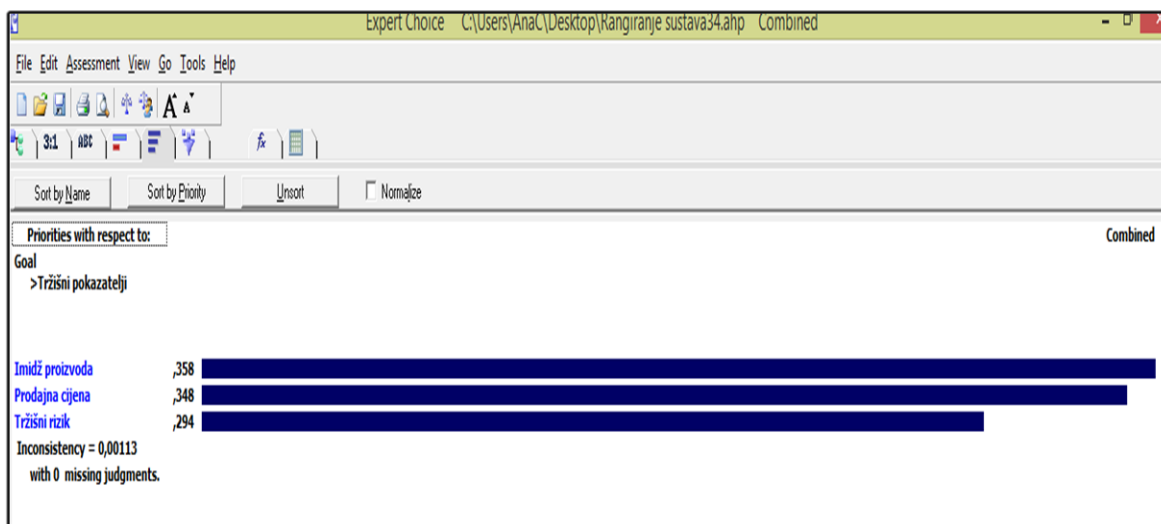 Expert Choice C:\Users\AnaC\Desktop\Rangiranje sustava34.ahp Combined
File Edit Assessment View Go Tools Help
A A
3:1 ABC fx
Sort by Name Sort by Priority Unsort Normalize
Priorities with respect to: Combined
Goal
>Tržišni pokazatelji
Imidž proizvoda ,358
Prodajna cijena ,348
Tržišni rizik ,294
Inconsistency = 0,00113
with 0 missing judgments.